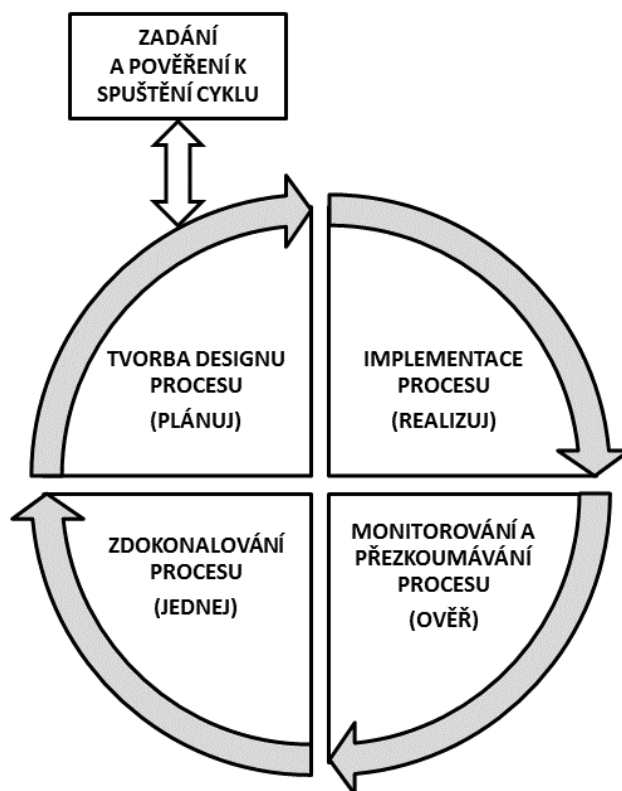 ZADÁNÍ
A POVĚŘENÍ K
SPUŠTĚNÍ CYKLU
TVORBA DESIGNU
PROCESU
(PLÁNUJ)
IMPLEMENTACE
PROCESU
(REALIZUJ)
ZDOKONALOVÁNÍ
PROCESU
(JEDNEJ)
MONITOROVÁNÍ A
PŘEZKOUMÁVÁNÍ
PROCESU
(OVĚŘ)